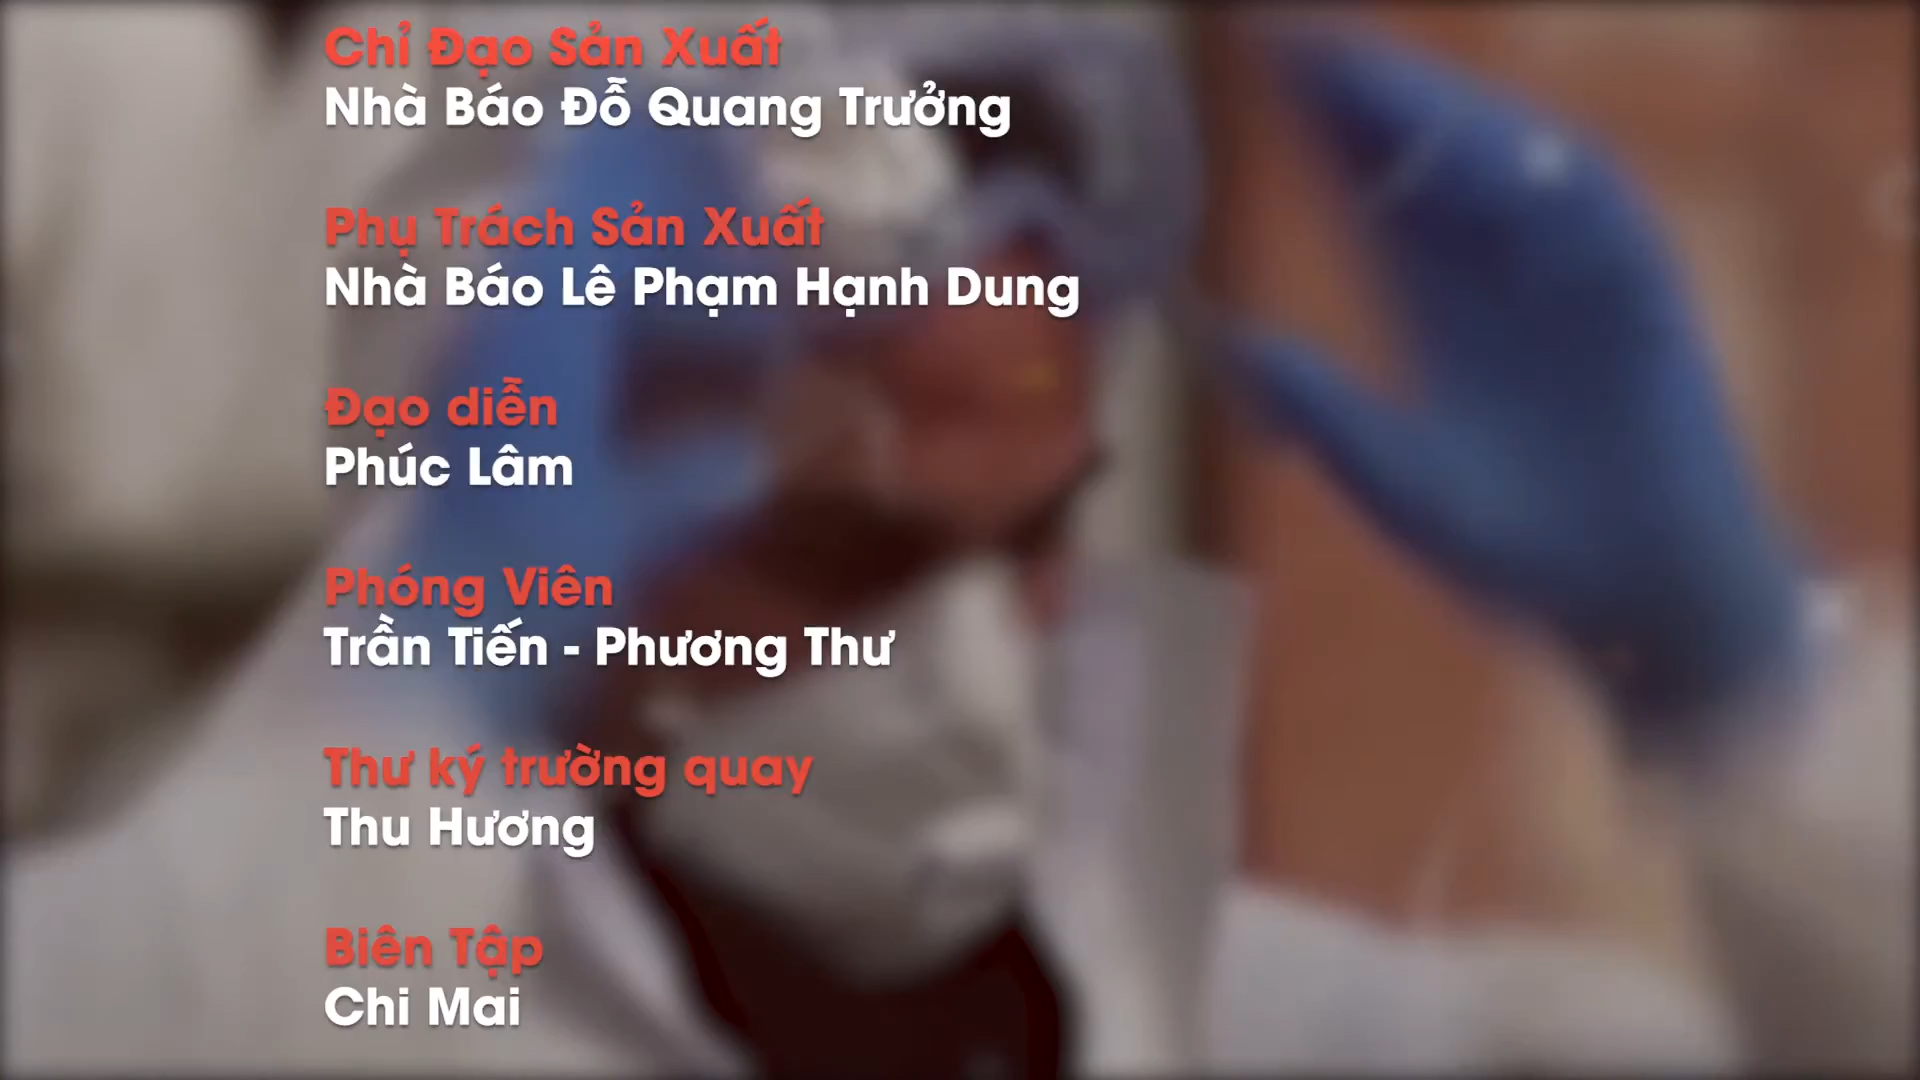 Chỉ Đạo Sản Xuất
Nhà Báo Đỗ Quang Trưởng
Phụ Trách Sản Xuất
Nhà Báo Lê Phạm Hạnh Dung
Đạo diễn
Phúc Lâm
Phóng Viên
Trần Tiến - Phương Thư
Thư ký trường quay
Thu Hương
Biên Tập
Chi Mai